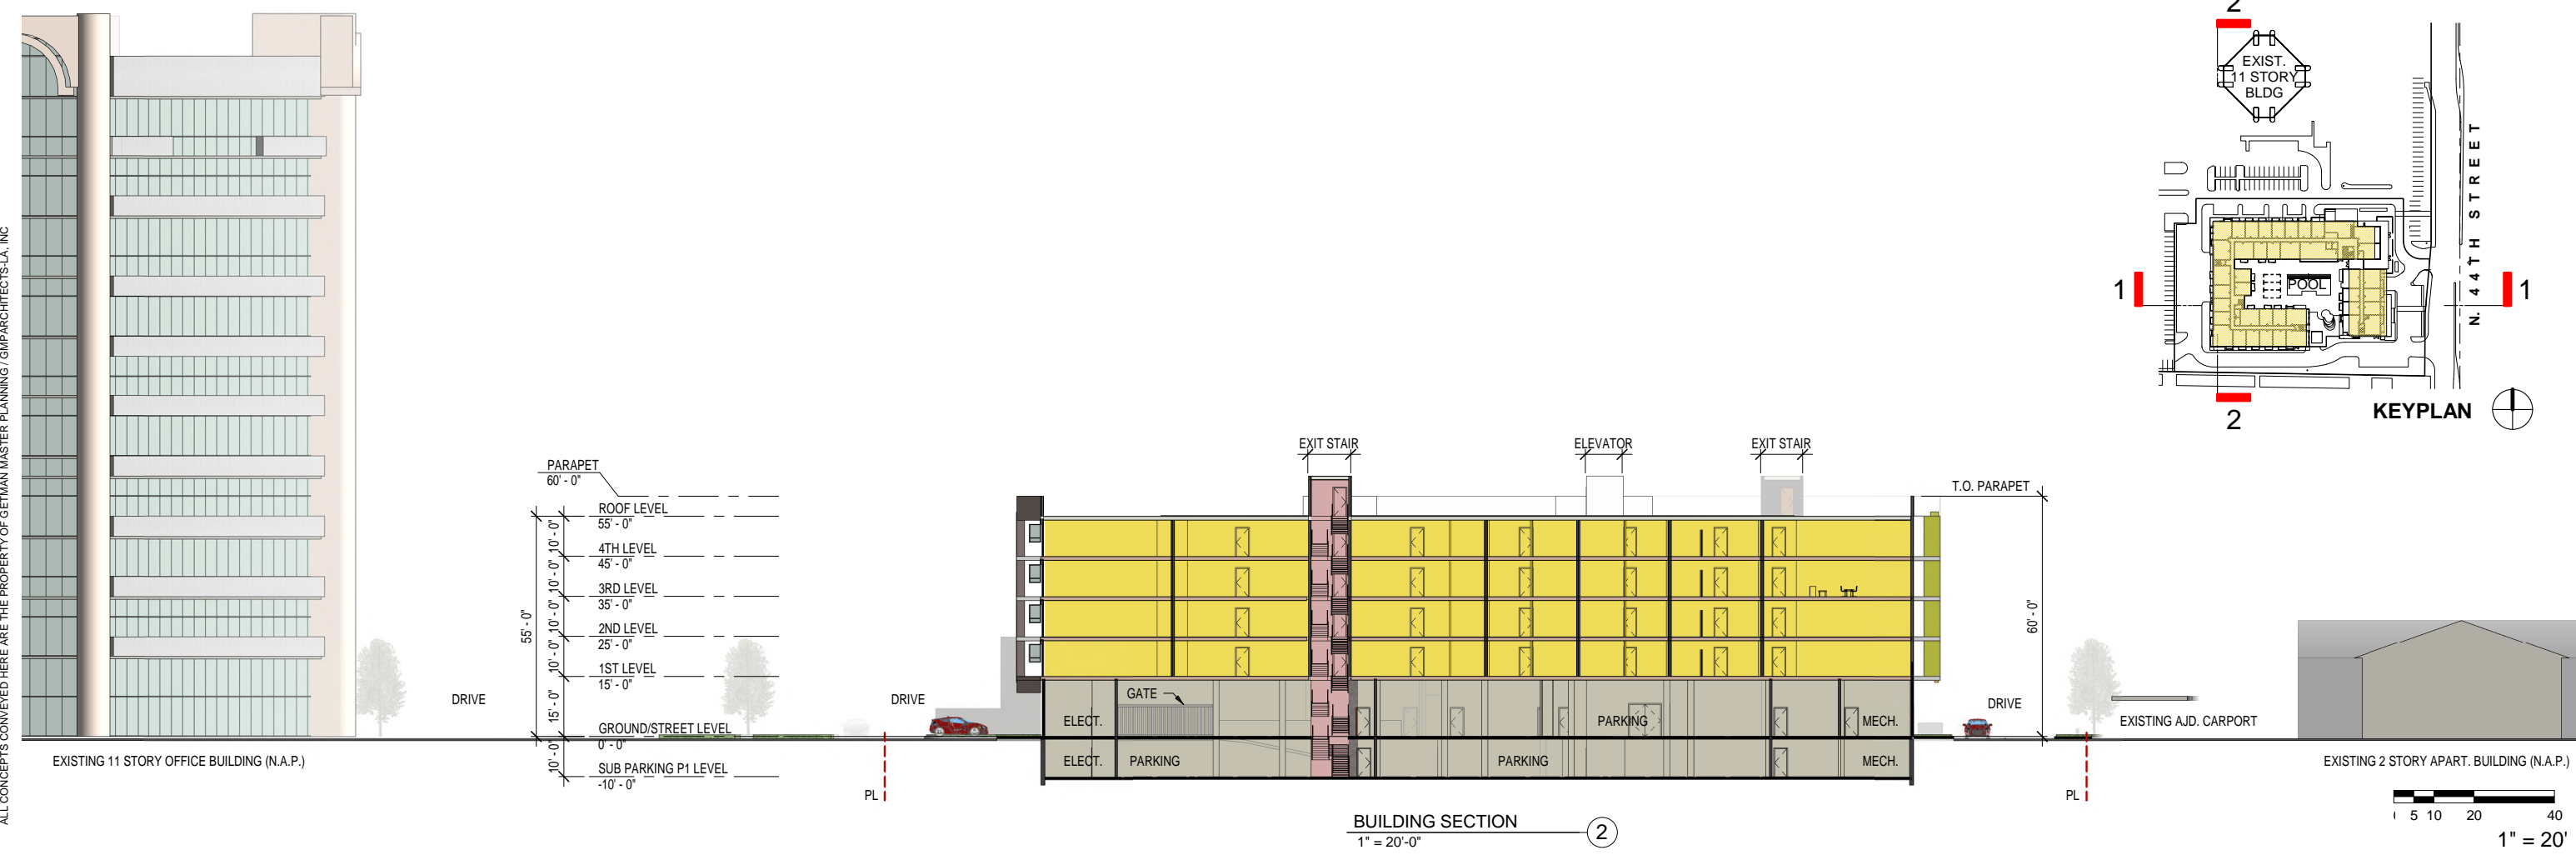 ALL CONCEPTS CONVEYED HERE ARE THE PROPERTY OF GETMAN MASTER PLANNING / GMPARCHITECTS-LA, INC
2
EXIST.
11 STORY
BLDG
N. 44TH STREET
1
POOL
1
2
KEYPLAN
EXIT STAIR
ELEVATOR
EXIT STAIR
PARAPET
60' - 0"
T.O. PARAPET
ROOF LEVEL
55' - 0"
10' - 0"
4TH LEVEL
45' - 0"
10' - 0"
3RD LEVEL
35' - 0"
10' - 0"
2ND LEVEL
25' - 0"
10' - 0"
1ST LEVEL
15' - 0"
15' - 0"
GROUND/STREET LEVEL
0' - 0"
10' - 0"
SUB PARKING P1 LEVEL
-10' - 0"
55' - 0"
60' - 0"
DRIVE
DRIVE
GATE
ELECT.
PARKING
MECH.
DRIVE
EXISTING AJD. CARPORT
ELECT.
PARKING
PARKING
MECH.
EXISTING 11 STORY OFFICE BUILDING (N.A.P.)
EXISTING 2 STORY APART. BUILDING (N.A.P.)
PL
PL
BUILDING SECTION
2
1" = 20'-0"
5 10 20 40
1" = 20'